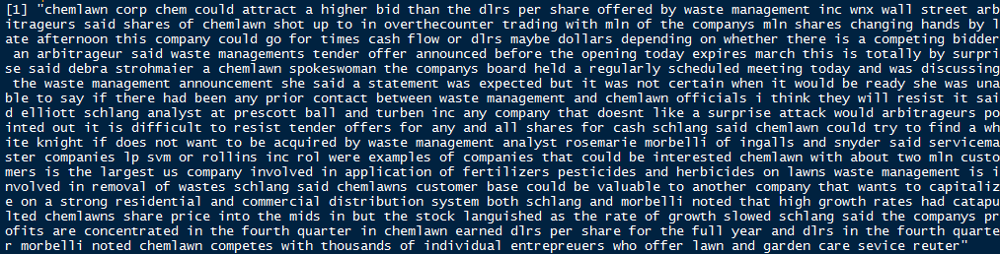 [1] "chemlawn corp chem could attract a higher bid than the dlrs per share offered by waste management inc wnx wall street arb
itrageurs said shares of chemlawn shot up to in overthecounter trading with mln of the companys mln shares changing hands by l
ate afternoon this company could go for times cash flow or dlrs maybe dollars depending on whether there is a competing bidder
 an arbitrageur said waste managements tender offer announced before the opening today expires march this is totally by surpri
se said debra strohmaier a chemlawn spokeswoman the companys board held a regularly scheduled meeting today and was discussing
 the waste management announcement she said a statement was expected but it was not certain when it would be ready she was una
ble to say if there had been any prior contact between waste management and chemlawn officials i think they will resist it sai
d elliott schlang analyst at prescott ball and turben inc any company that doesnt like a surprise attack would arbitrageurs po
inted out it is difficult to resist tender offers for any and all shares for cash schlang said chemlawn could try to find a wh
ite knight if does not want to be acquired by waste management analyst rosemarie morbelli of ingalls and snyder said servicema
ster companies lp svm or rollins inc rol were examples of companies that could be interested chemlawn with about two mln custo
mers is the largest us company involved in application of fertilizers pesticides and herbicides on lawns waste management is i
nvolved in removal of wastes schlang said chemlawns customer base could be valuable to another company that wants to capitaliz
e on a strong residential and commercial distribution system both schlang and morbelli noted that high growth rates had catapu
lted chemlawns share price into the mids in but the stock languished as the rate of growth slowed schlang said the companys pr
ofits are concentrated in the fourth quarter in chemlawn earned dlrs per share for the full year and dlrs in the fourth quarte
r morbelli noted chemlawn competes with thousands of individual entrepreuers who offer lawn and garden care sevice reuter"